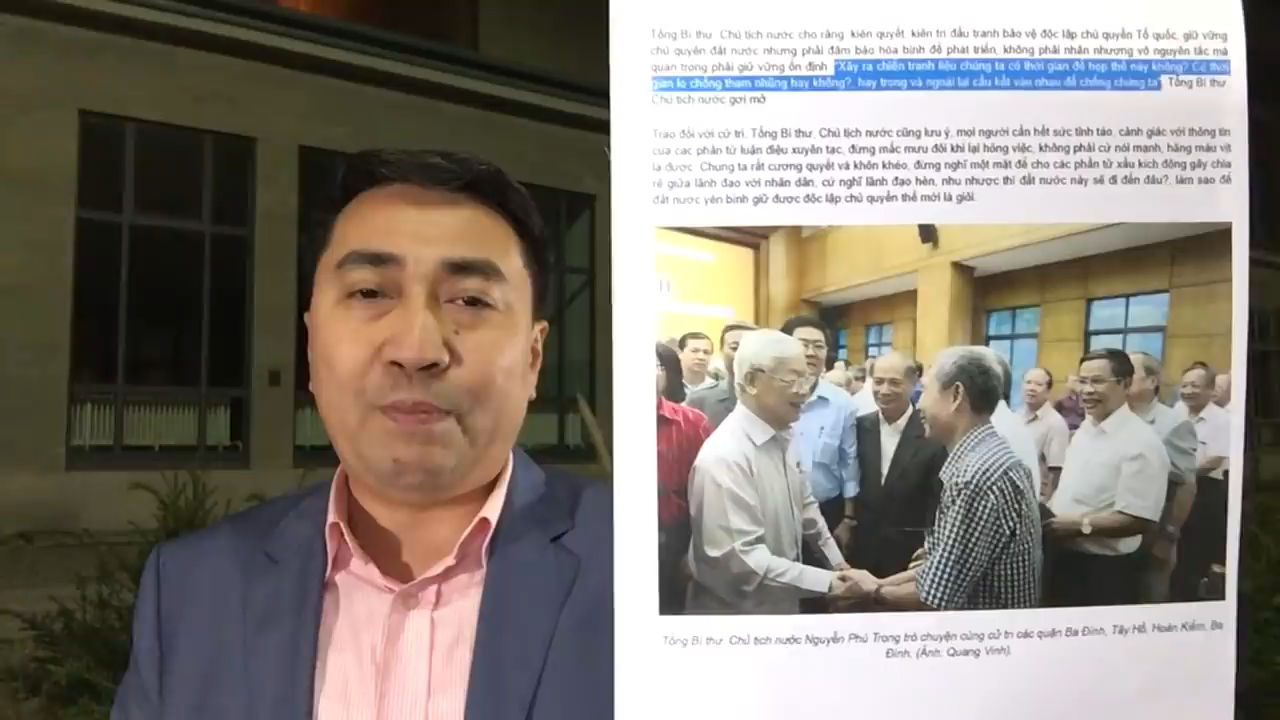 Tổng Bí thư Chủ tịch nước cho rằng kiên quyết, kiên trì đấu tranh bảo vệ độc lập chủ quyền Tổ quốc, giữ vững
chủ quyền đất nước nhưng phải đảm bảo hòa bình để phát triển, không phải nhân nhượng vô nguyên tắc mà
quan trọng phải giữ vững ổn định "Xảy ra chiến tranh liệu chúng ta có thời gian để họp thế này không? Có thời
gian lo chống tham nhũng hay không?, hay trong và ngoài lại câu kết vào nhau để chống chúng ta" Tổng Bí thư
Chủ tịch nước gợi mở
Trao đổi với cử tri, Tổng Bí thư, Chủ tịch nước cũng lưu ý, mọi người cần hết sức tỉnh táo, cảnh giác với thông tin
của các phần tử luận điệu xuyên tạc, đừng mắc mưu đôi khi lại hỏng việc, không phải cứ nói mạnh, hăng máu vịt
là được. Chúng ta rất cương quyết và khôn khéo, đừng nghĩ một mặt để cho các phần tử xấu kích động gây chia
rẽ giữa lãnh đạo với nhân dân, cứ nghĩ lãnh đạo hèn, nhu nhược thì đất nước này sẽ đi đến đâu?, làm sao để
đất nước yên bình giữ được độc lập chủ quyền thế mới là giỏi.
Tổng Bí thư Chủ tịch nước Nguyễn Phú Trọng trò chuyện cùng cử tri các quận Ba Đình, Tây Hồ, Hoàn Kiếm, Ba
Đình. (Ảnh: Quang Vinh).